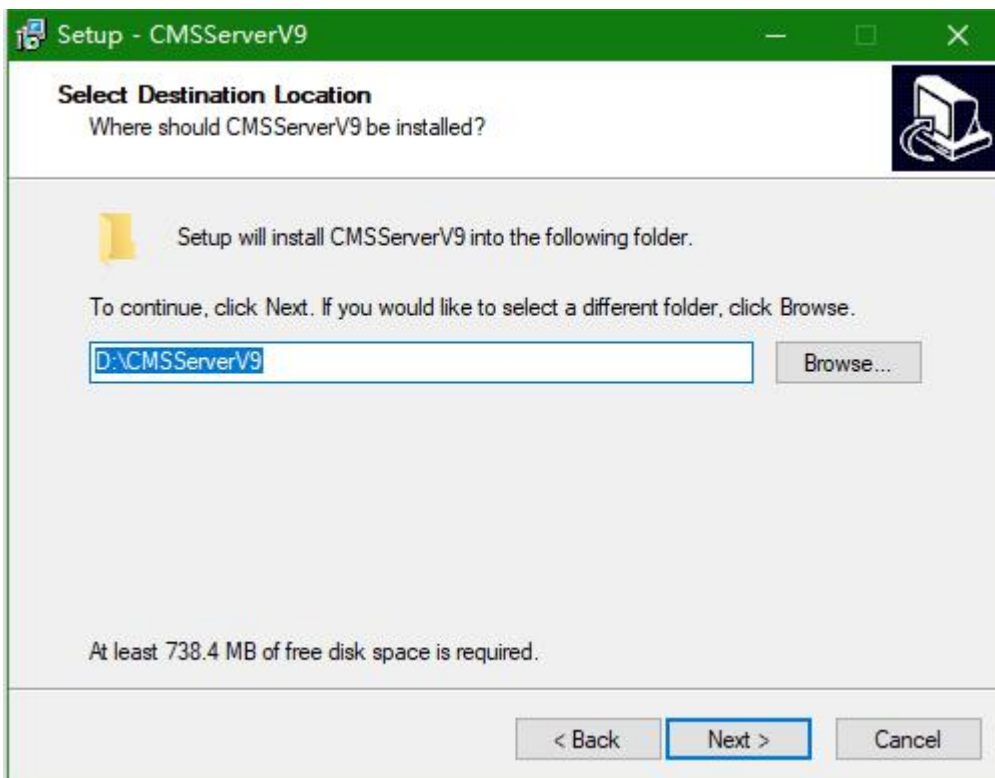 Setup - CMSServerV9
Select Destination Location
Where should CMSServerV9 be installed?
Setup will install CMSServerV9 into the following folder.
To continue, click Next. If you would like to select a different folder, click Browse.
D:\CMSServerV9
Browse...
At least 738.4 MB of free disk space is required.
< Back
Next >
Cancel